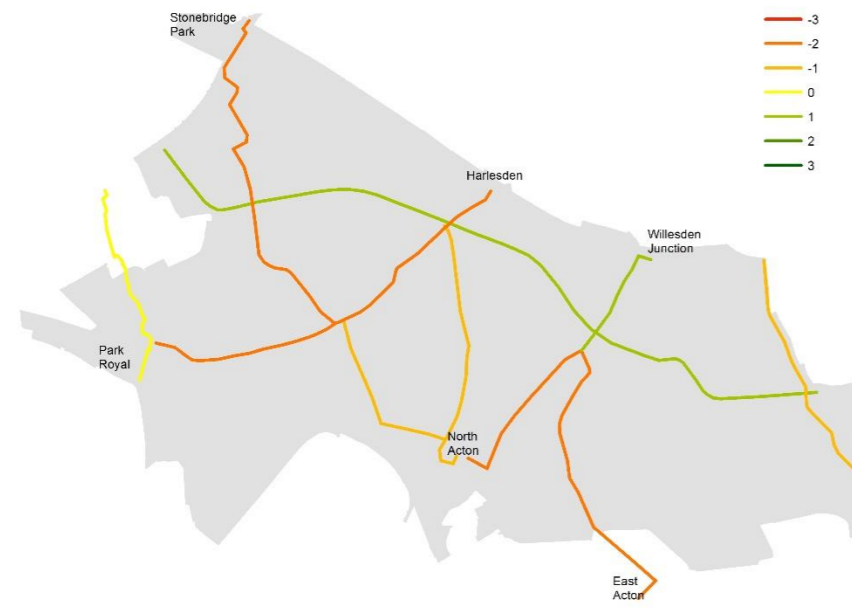 Stonebridge
Park
-3
-2
-1
0
1
2
3
Harlesden
Willesden
Junction
Park
Royal
North
Acton
East
Acton